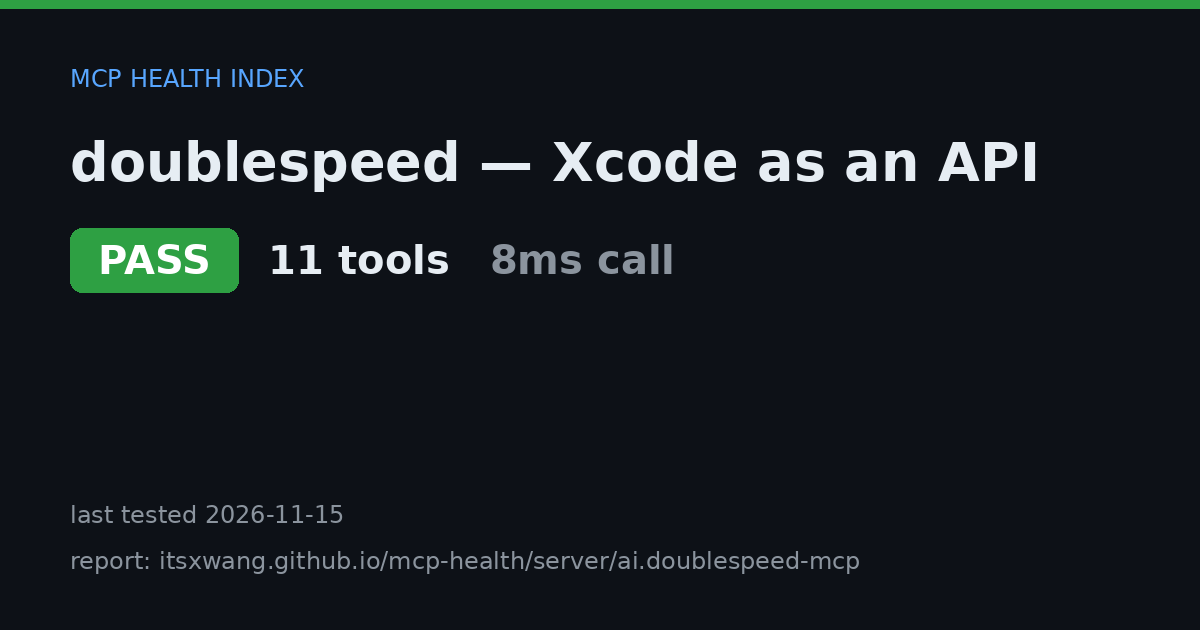 MCP HEALTH INDEX
doublespeed — Xcode as an API
PASS 11 tools 8ms call
last tested 2026-11-15
report: itsxwang.github.io/mcp-health/server/ai.doublespeed-mcp